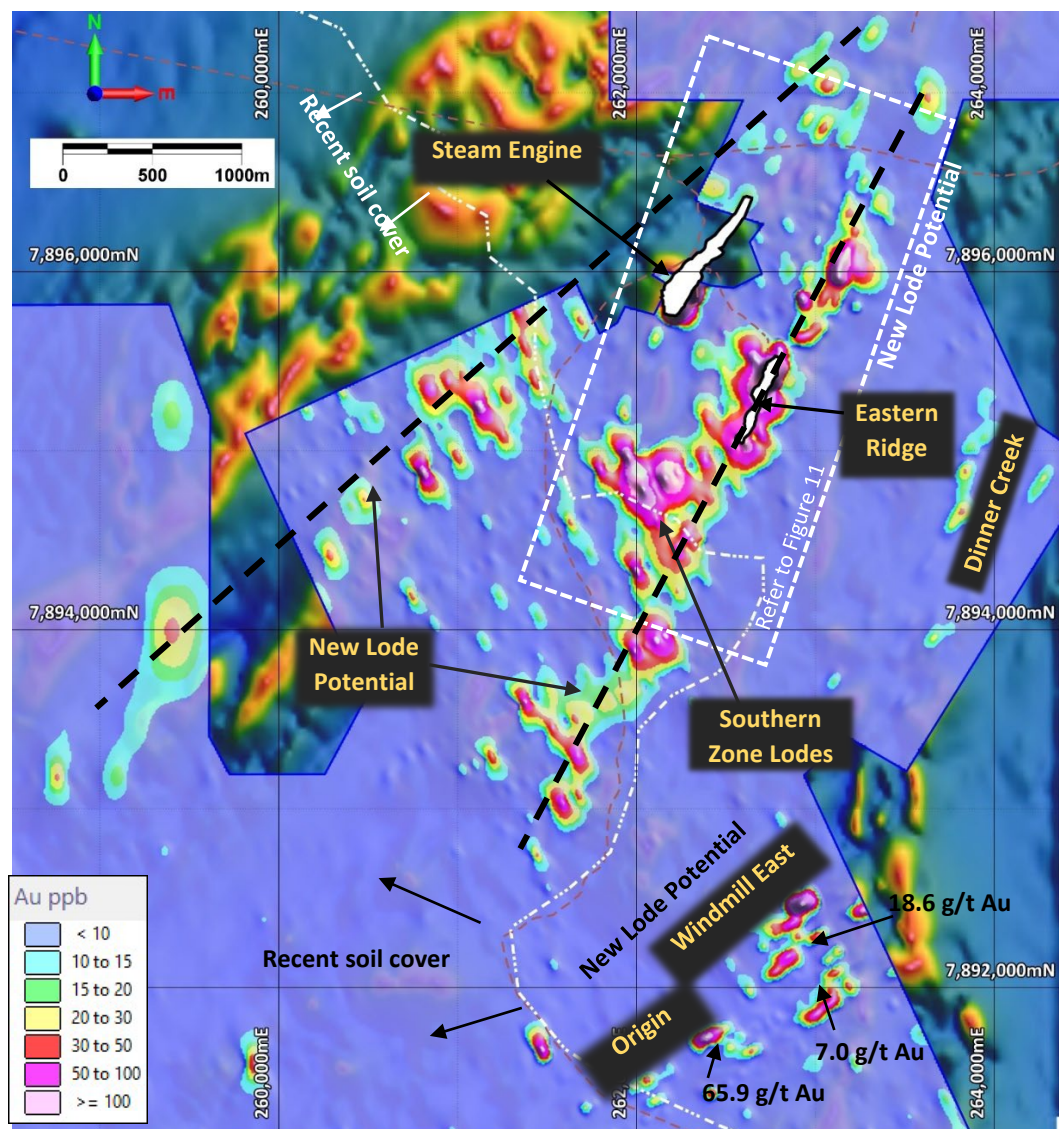 N
E
260,000mE
262,000mE
264,000mE
0 500 1000m
Recent soil cover
Steam Engine
New Lode Potential
7,896,000mN
7,896,000mN
Eastern
Ridge
Refer to Figure 11
Dinner Creek
7,894,000mN
7,894,000mN
New Lode
Potential
Southern
Zone Lodes
New Lode Potential
Windmill East
18.6 g/t Au
Recent soil cover
7,892,000mN
Origin
7.0 g/t Au
65.9 g/t Au
Au ppb
< 10
10 to 15
15 to 20
20 to 30
30 to 50
50 to 100
>= 100
260,000mE
264,000mE